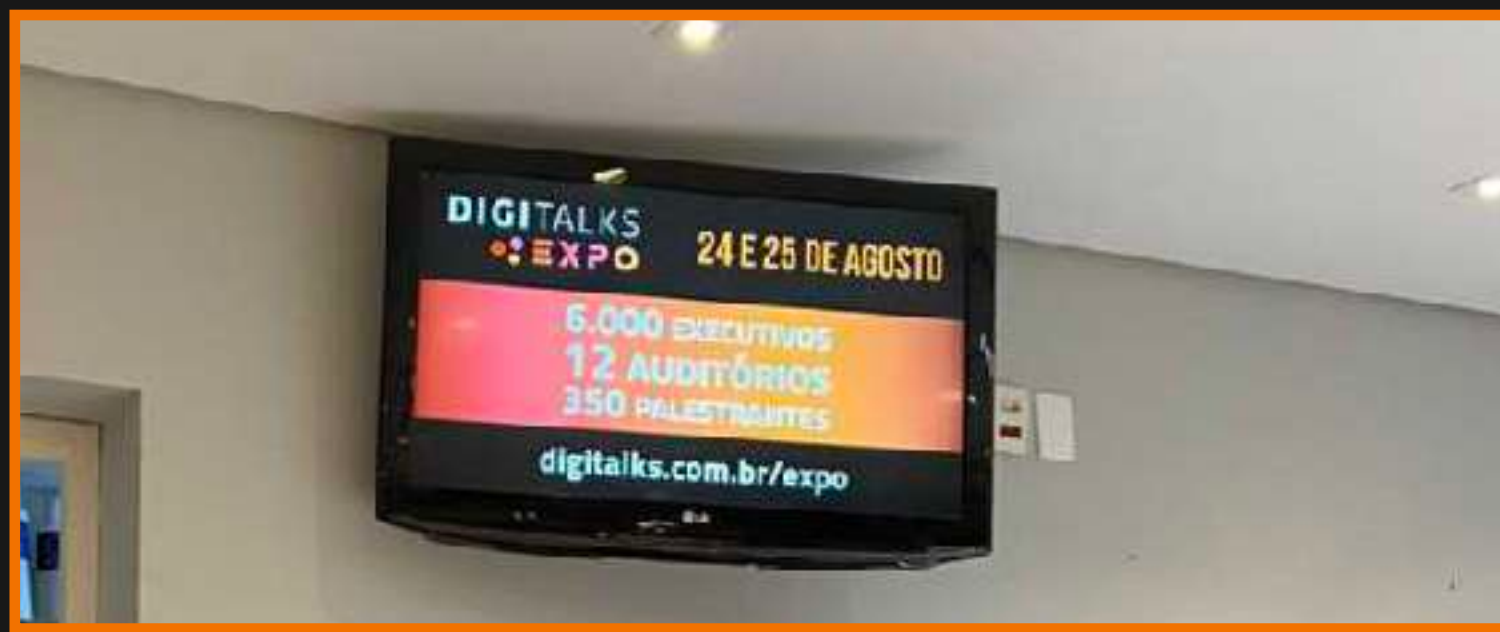 DIGITALKS
EXPO
24 E 25 DE AGOSTO
6.000 EXECUTIVOS
12 AUDITÓRIOS
350 PALESTRANTES
digitalks.com.br/expo
LG